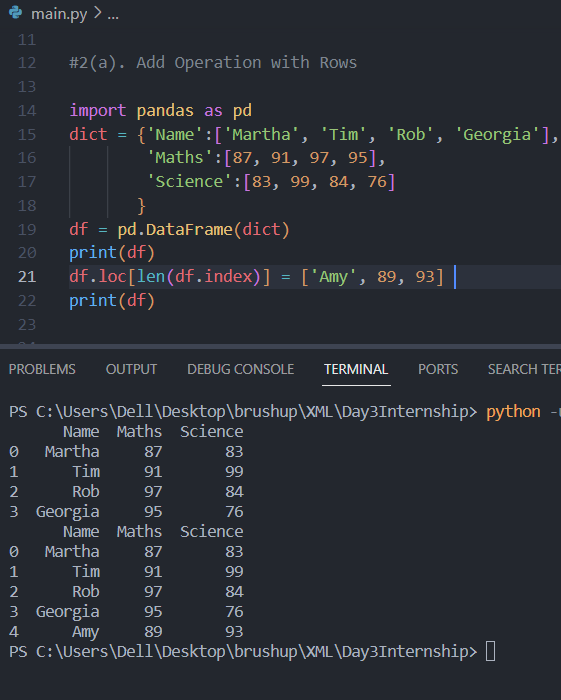 main.py > ...
11
12 #2(a). Add Operation with Rows
13
14 import pandas as pd
15 dict = {'Name':['Martha', 'Tim', 'Rob', 'Georgia'],
16 'Maths':[87, 91, 97, 95],
17 'Science':[83, 99, 84, 76]
18 }
19 df = pd.DataFrame(dict)
20 print(df)
21 df.loc[len(df.index)] = ['Amy', 89, 93]
22 print(df)
23
PROBLEMS OUTPUT DEBUG CONSOLE TERMINAL PORTS SEARCH TER
PS C:\Users\Dell\Desktop\brushup\XML\Day3Internship> python -u
Name Maths Science
0 Martha 87 83
1 Tim 91 99
2 Rob 97 84
3 Georgia 95 76
Name Maths Science
0 Martha 87 83
1 Tim 91 99
2 Rob 97 84
3 Georgia 95 76
4 Amy 89 93
PS C:\Users\Dell\Desktop\brushup\XML\Day3Internship>